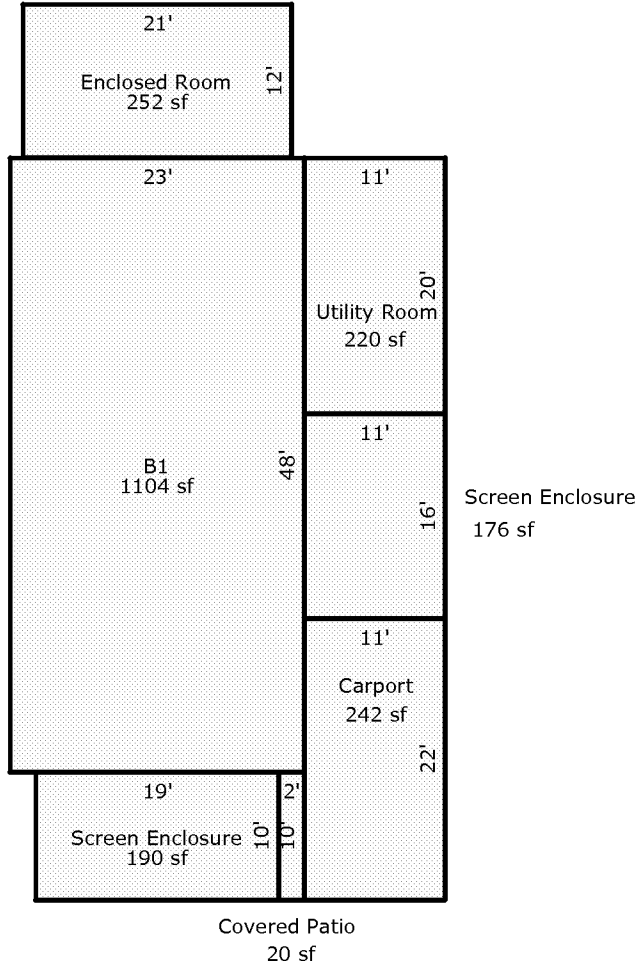 21'
Enclosed Room
252 sf
12'
23'
11'
20'
Utility Room
220 sf
11'
B1
1104 sf
48'
16'
Screen Enclosure
176 sf
11'
Carport
242 sf
22'
19'
2'
Screen Enclosure
190 sf
10'
10'
Covered Patio
20 sf